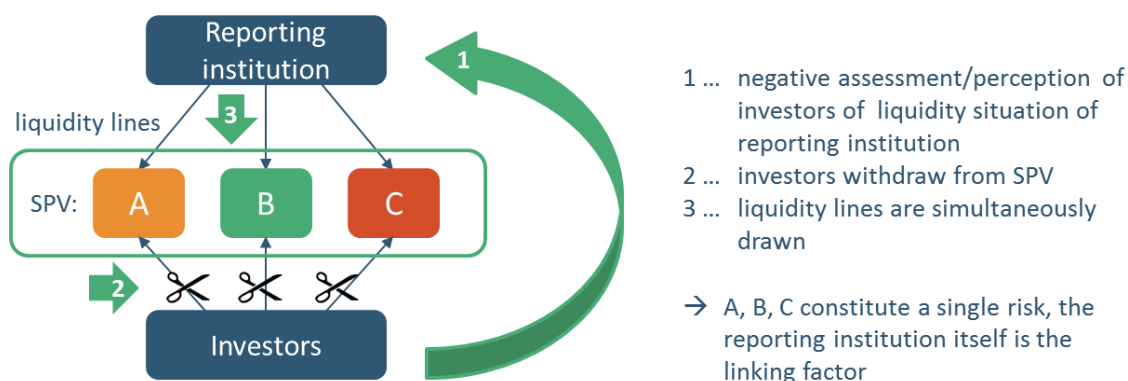 Reporting
institution
1
liquidity lines
3
SPV:
A
B
C
2
Investors
1 ... negative assessment/perception of
investors of liquidity situation of
reporting institution
2 ... investors withdraw from SPV
3 ... liquidity lines are simultaneously
drawn
→ A, B, C constitute a single risk, the
reporting institution itself is the
linking factor